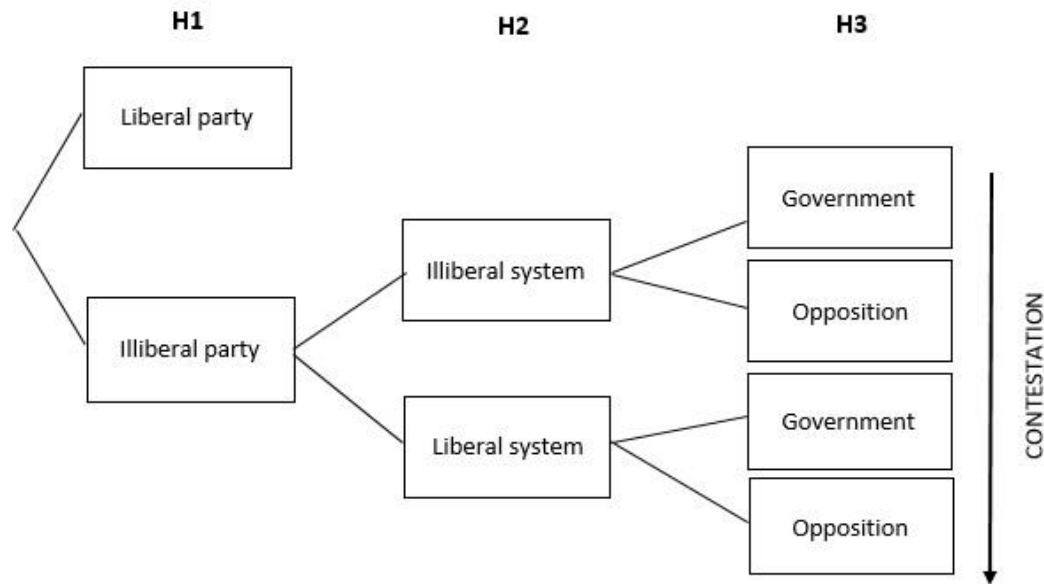 H1
H2
H3
Liberal party
Government
Illiberal system
Opposition
Illiberal party
Government
Liberal system
Opposition
CONTESTATION